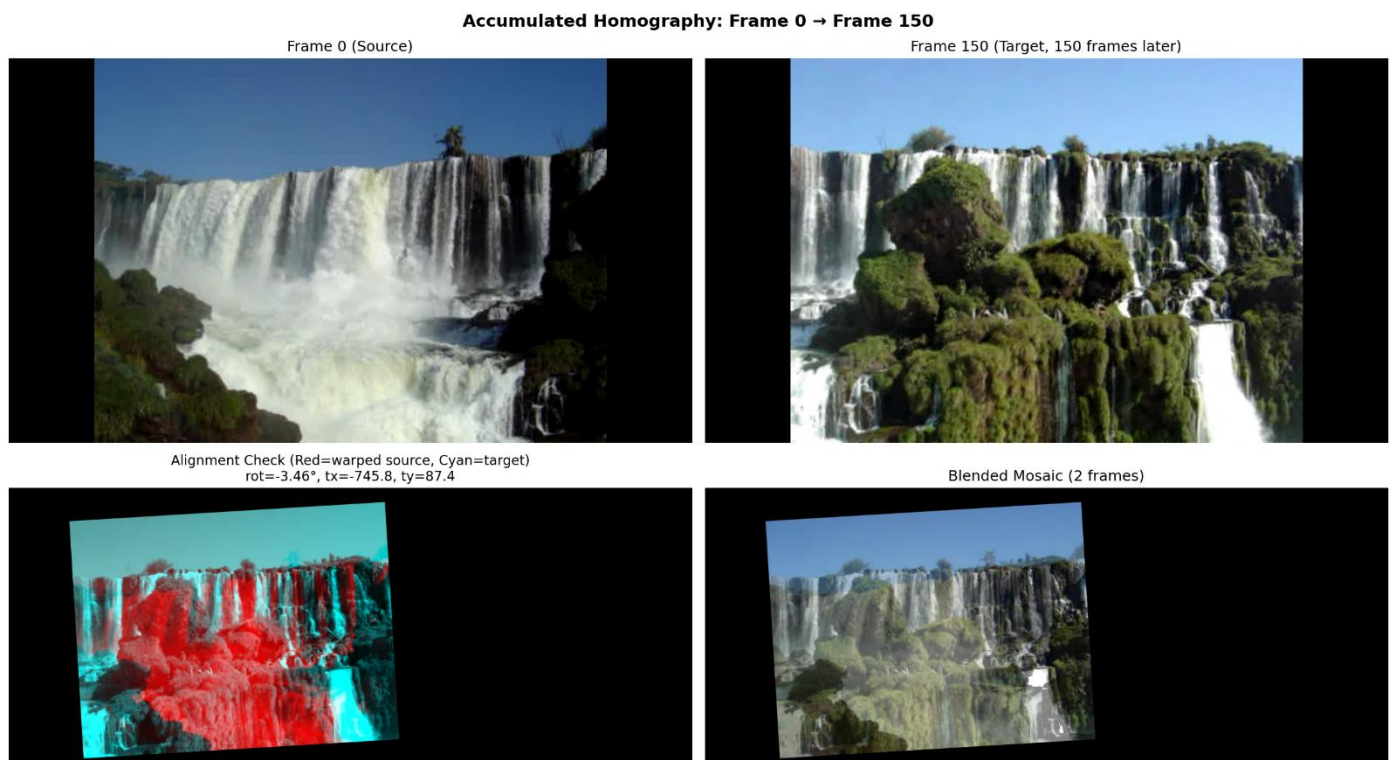 Accumulated Homography: Frame 0 → Frame 150
Frame 0 (Source)
Frame 150 (Target, 150 frames later)
Alignment Check (Red=warped source, Cyan=target)
rot=-3.46°, tx=-745.8, ty=87.4
Blended Mosaic (2 frames)